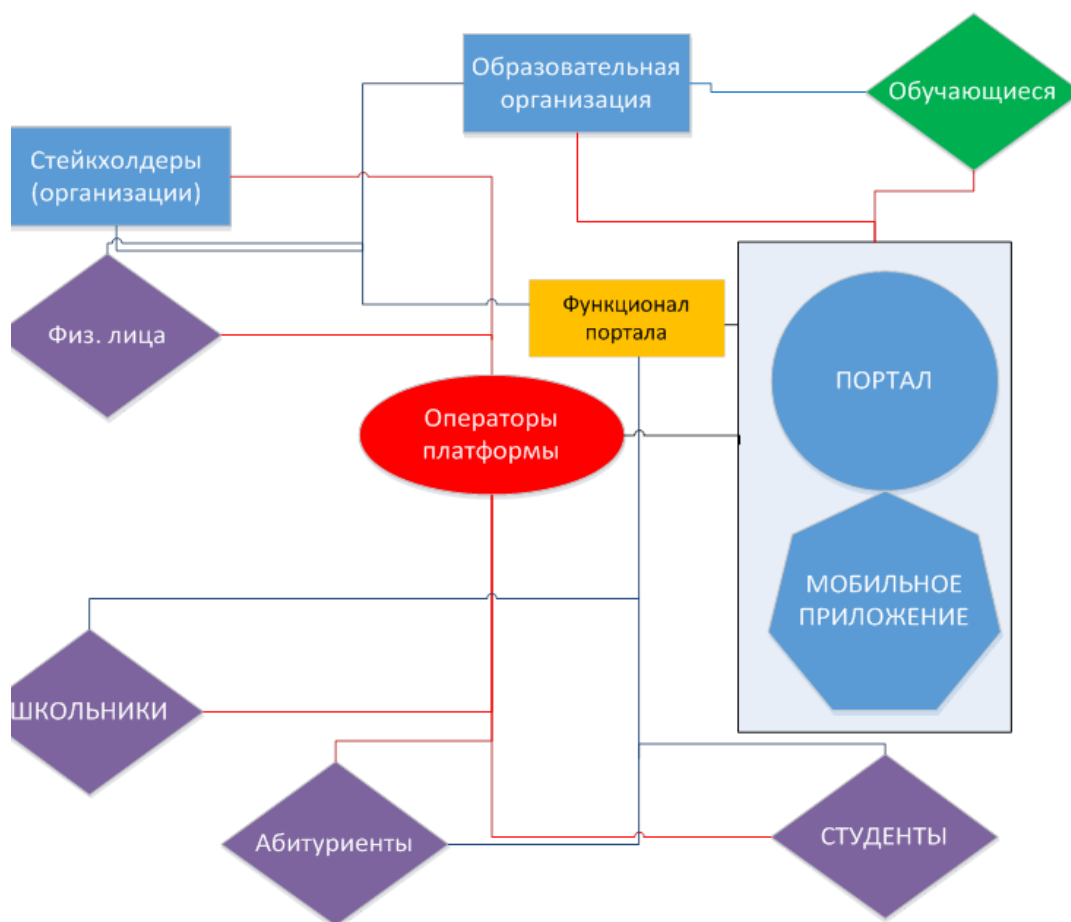 Образовательная
организация
Обучающиеся
Стейкхолдеры
(организации)
Физ. лица
Функционал
портала
ПОРТАЛ
Операторы
платформы
МОБИЛЬНОЕ
ПРИЛОЖЕНИЕ
ШКОЛЬНИКИ
Абитуриенты
СТУДЕНТЫ